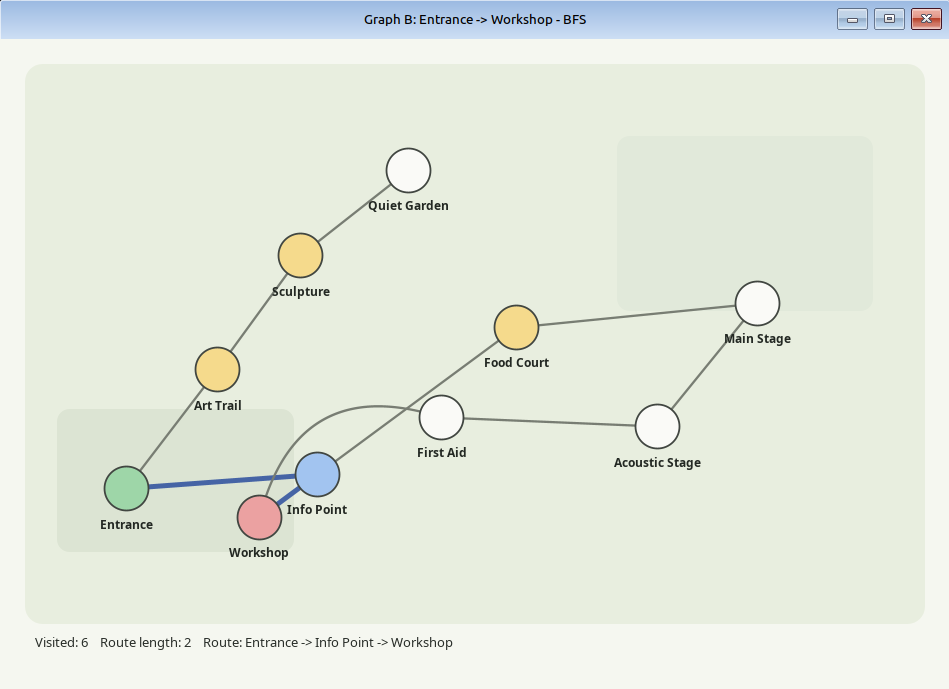 Graph B: Entrance -> Workshop - BFS
Quiet Garden
Sculpture
Main Stage
Food Court
Art Trail
First Aid
Acoustic Stage
Info Point
Entrance
Workshop
Visited: 6 Route length: 2 Route: Entrance -> Info Point -> Workshop